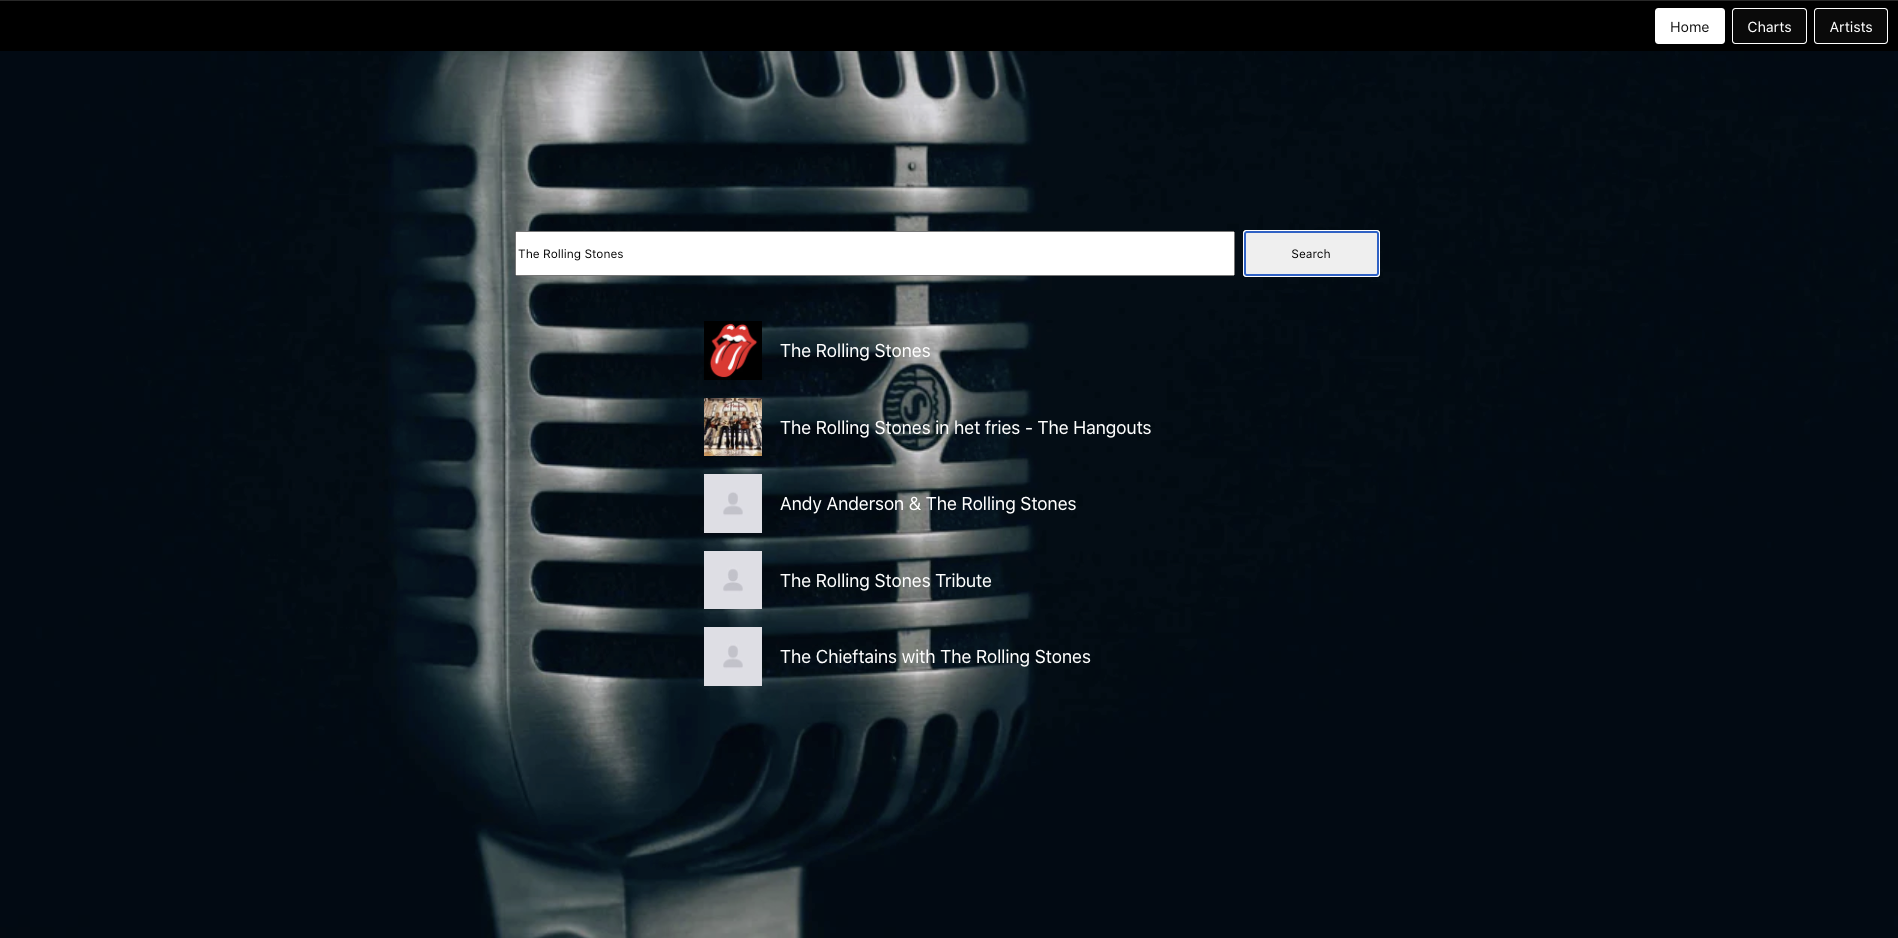 Home
Charts
Artists
The Rolling Stones
Search
The Rolling Stones
The Rolling Stones in het fries - The Hangouts
Andy Anderson & The Rolling Stones
The Rolling Stones Tribute
The Chieftains with The Rolling Stones